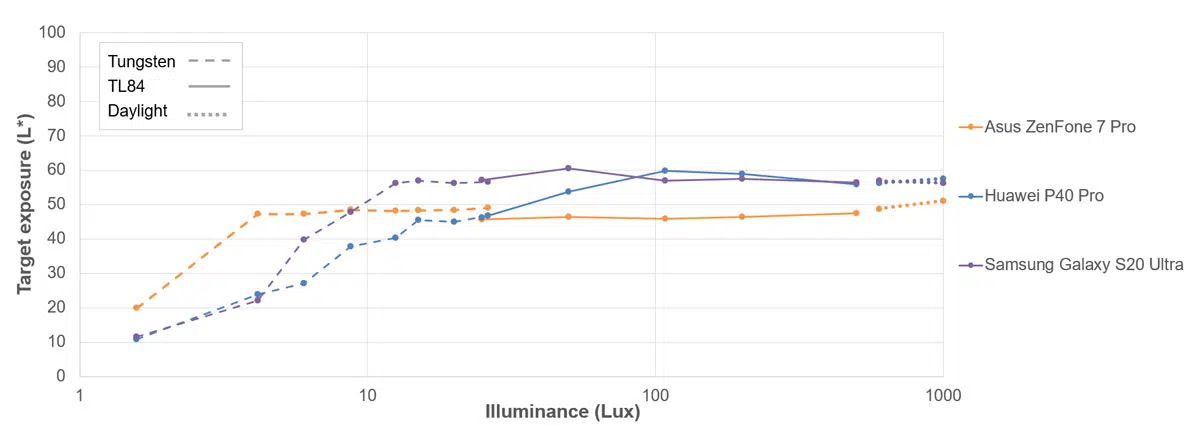 100
90
80
70
60
50
40
30
20
10
0
Target exposure (L*)
Tungsten
TL84
Daylight
1
10
100
1000
Illuminance (Lux)
Asus ZenFone 7 Pro
Huawei P40 Pro
Samsung Galaxy S20 Ultra